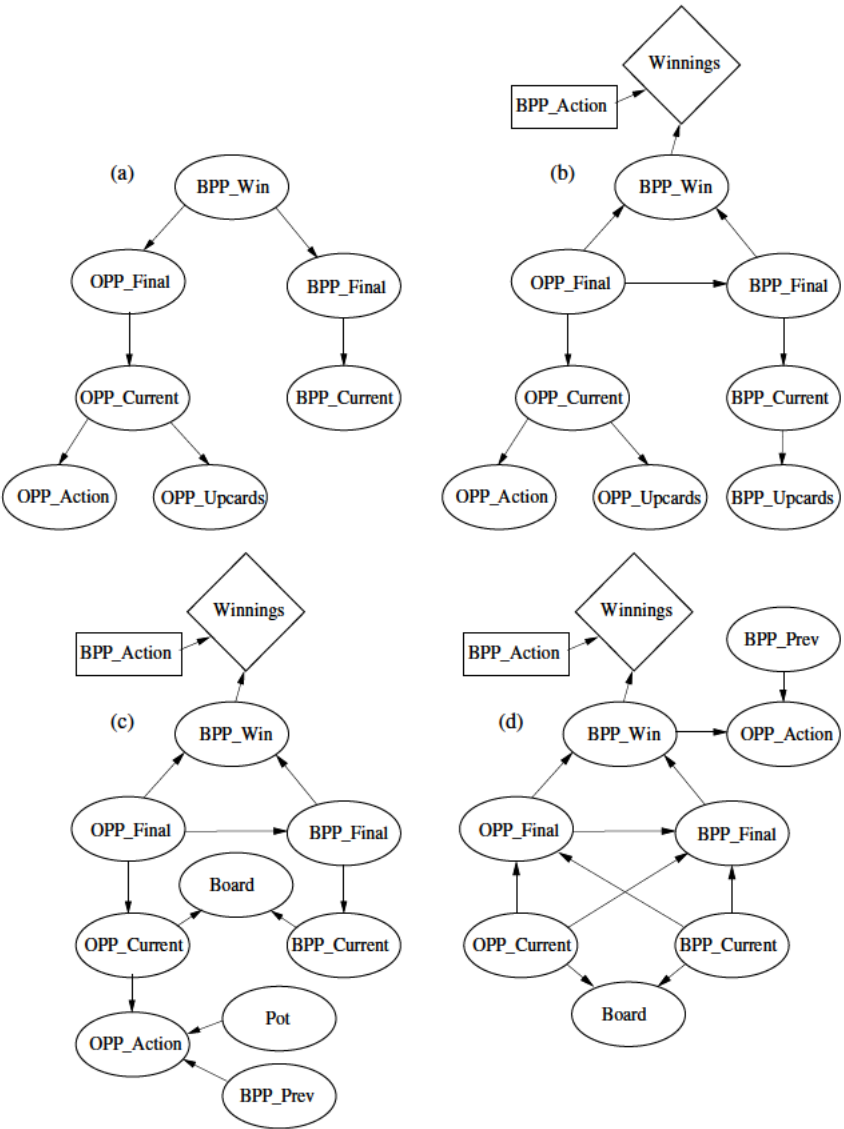 Winnings
BPP_Action
(a)
BPP_Win
(b)
BPP_Win
OPP_Final
BPP_Final
OPP_Final
BPP_Final
OPP_Current
BPP_Current
OPP_Current
BPP_Current
OPP_Action
OPP_Upcards
OPP_Action
OPP_Upcards
BPP_Upcards
Winnings
Winnings
BPP_Action
BPP_Action
BPP_Prev
(c)
BPP_Win
(d)
BPP_Win
OPP_Action
OPP_Final
BPP_Final
OPP_Final
BPP_Final
Board
OPP_Current
BPP_Current
OPP_Current
BPP_Current
Pot
Board
OPP_Action
BPP_Prev